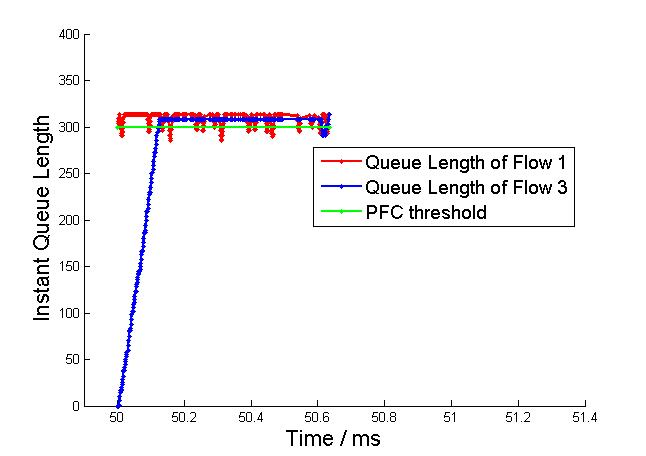 400
350
300
250
200
150
100
50
0
Instant Queue Length
Queue Length of Flow 1
Queue Length of Flow 3
PFC threshold
50 50.2 50.4 50.6 50.8 51 51.2 51.4
Time / ms